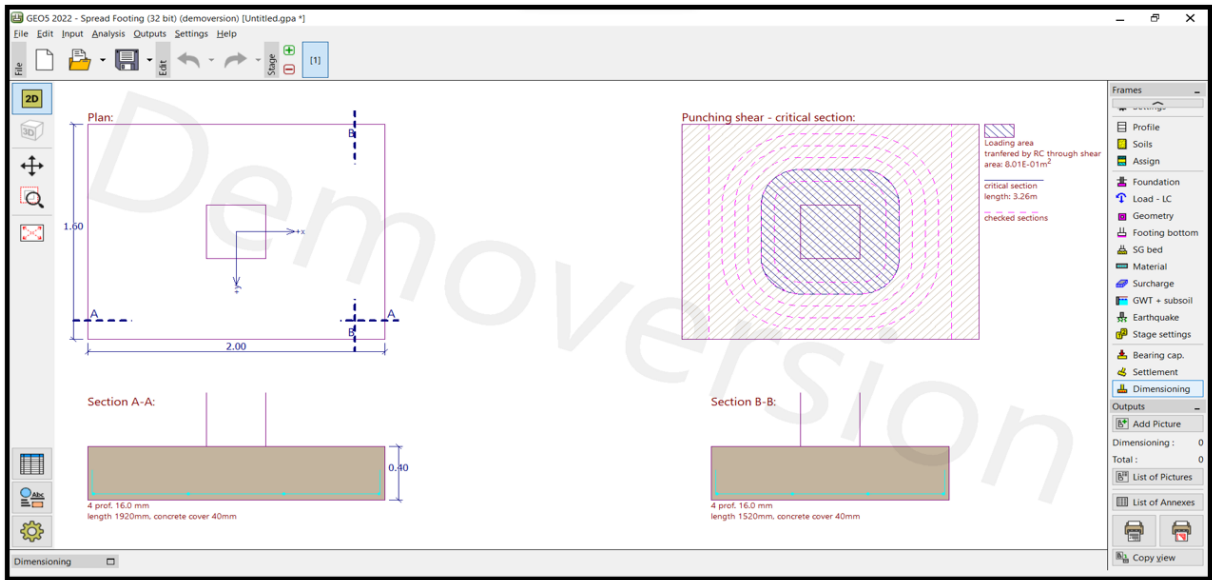 GEO5 2022 - Spread Footing (32 bit) (demoversion) [Untitled.gpa *]
File Edit Input Analysis Outputs Settings Help
File
Edit
Stage
[1]
2D
3D
Demoversion
Plan:
B
1.60
+x
+y
A
A
B
2.00
Punching shear - critical section:
Loading area
tranfered by RC through shear
area: 8.01E-01m²
critical section
length: 3.26m
checked sections
Section A-A:
0.40
4 prof. 16.0 mm
length 1920mm, concrete cover 40mm
Section B-B:
4 prof. 16.0 mm
length 1520mm, concrete cover 40mm
Frames
Profile
Soils
Assign
Foundation
Load - LC
Geometry
Footing bottom
SG bed
Material
Surcharge
GWT + subsoil
Earthquake
Stage settings
Bearing cap.
Settlement
Dimensioning
Outputs
Add Picture
Dimensioning : 0
Total : 0
List of Pictures
List of Annexes
Copy view
Abc
Dimensioning